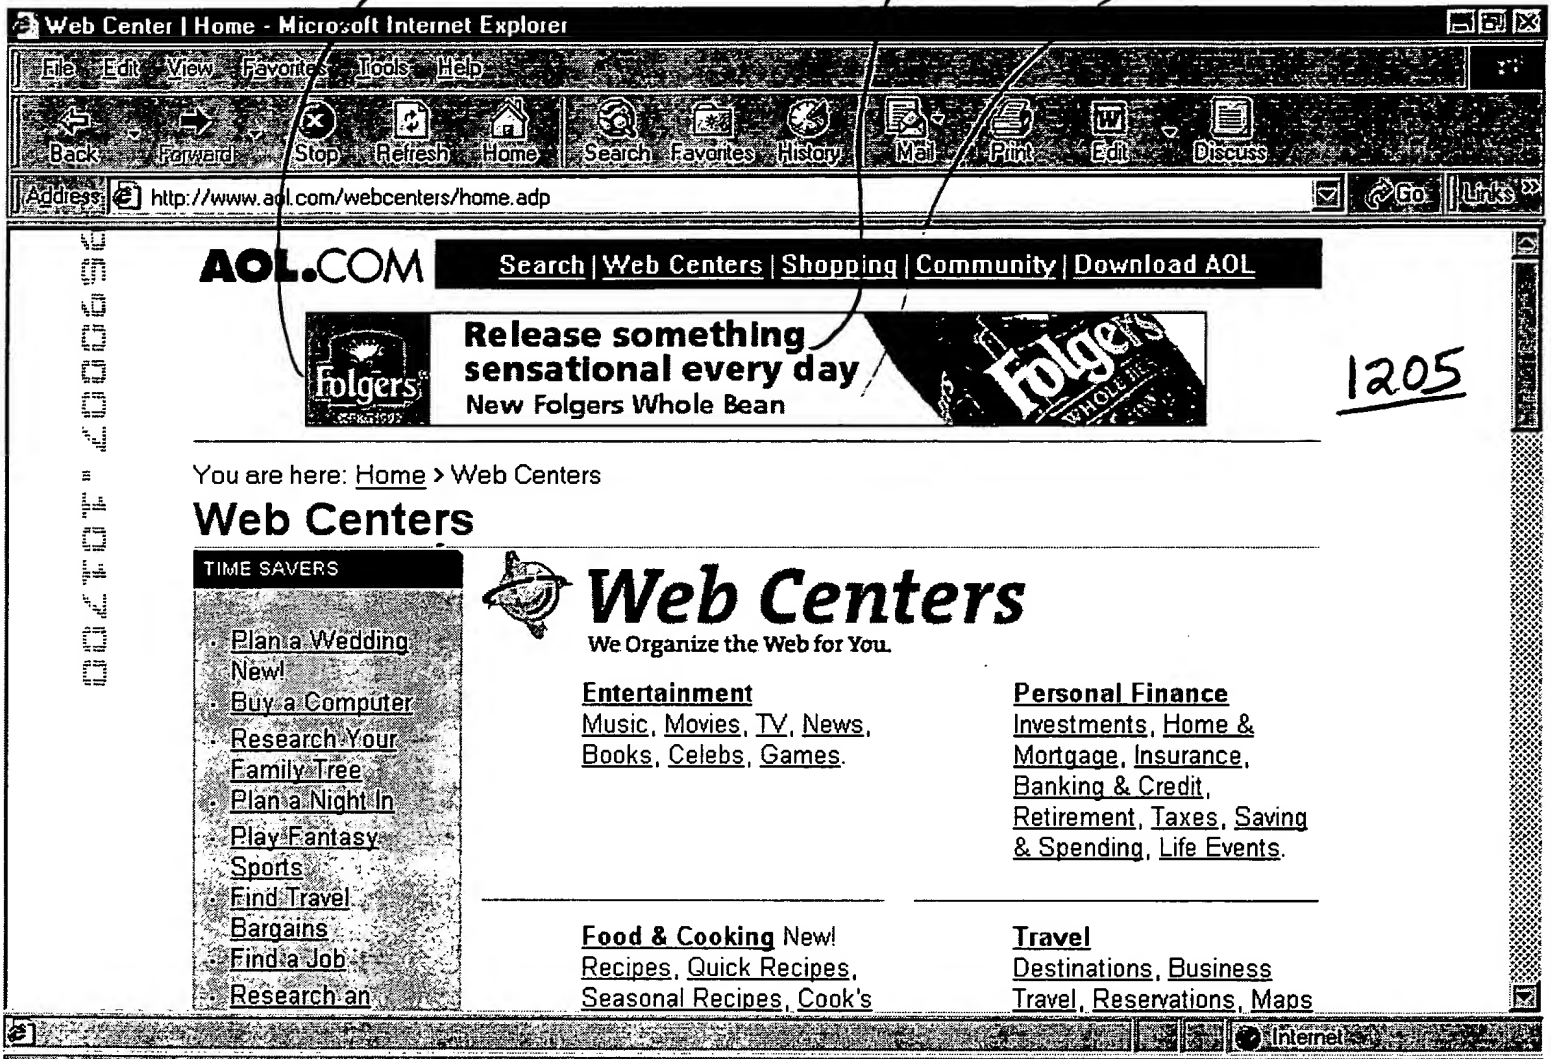 Web Center | Home - Microsoft Internet Explorer
File Edit View Favorites Tools Help
Back Forward Stop Refresh Home Search Favorites History Mail Print Edit Discuss
Address http://www.aol.com/webcenters/home.adp Go Links
AOL.COM Search | Web Centers | Shopping | Community | Download AOL
Folgers
Release something
sensational every day
New Folgers Whole Bean
Folgers
WHOLE
1205
You are here: Home > Web Centers
Web Centers
TIME SAVERS
Plan a Wedding
New!
Buy a Computer
Research Your
Family Tree
Plan a Night In
Play Fantasy
Sports
Find Travel
Bargains
Find a Job
Research an
Web Centers
We Organize the Web for You.
Entertainment
Music, Movies, TV, News,
Books, Celebs, Games.
Personal Finance
Investments, Home &
Mortgage, Insurance,
Banking & Credit,
Retirement, Taxes, Saving
& Spending, Life Events.
Food & Cooking New!
Recipes, Quick Recipes,
Seasonal Recipes, Cook's
Travel
Destinations, Business
Travel, Reservations, Maps
Internet